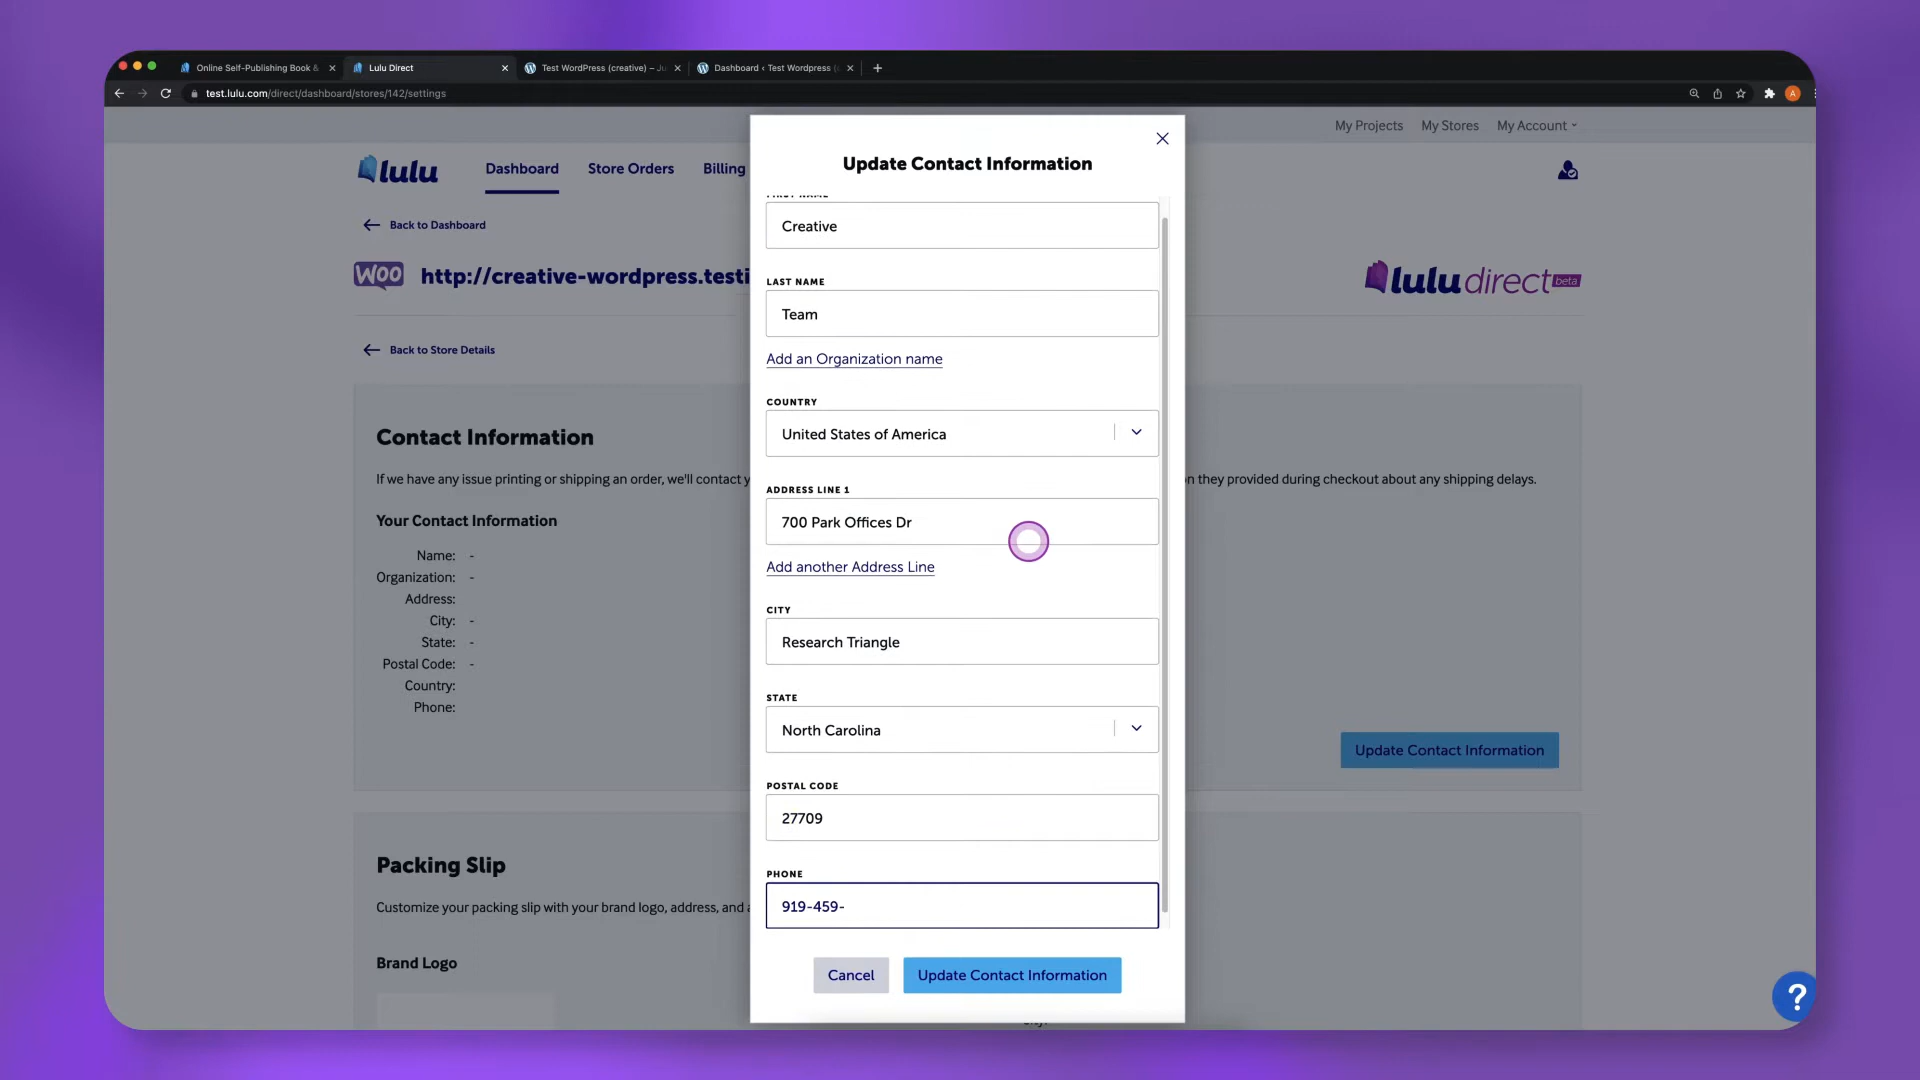 Online Self-Publishing Book &
Lulu Direct
Test WordPress (creative) – Ju
Dashboard ‹ Test Wordpress (
test.lulu.com/direct/dashboard/stores/142/settings
A
My Projects
My Stores
My Account
lulu
Dashboard
Store Orders
Billing
Back to Dashboard
WOO
http://creative-wordpress.testi
lulu direct beta
Back to Store Details
Contact Information
If we have any issue printing or shipping an order, we'll contact y
n they provided during checkout about any shipping delays.
Your Contact Information
Name: -
Organization: -
Address:
City: -
State: -
Postal Code: -
Country:
Phone:
Update Contact Information
Packing Slip
Customize your packing slip with your brand logo, address, and a
Brand Logo
Update Contact Information
FIRST NAME
Creative
LAST NAME
Team
Add an Organization name
COUNTRY
United States of America
ADDRESS LINE 1
700 Park Offices Dr
Add another Address Line
CITY
Research Triangle
STATE
North Carolina
POSTAL CODE
27709
PHONE
919-459-
Cancel
Update Contact Information
?